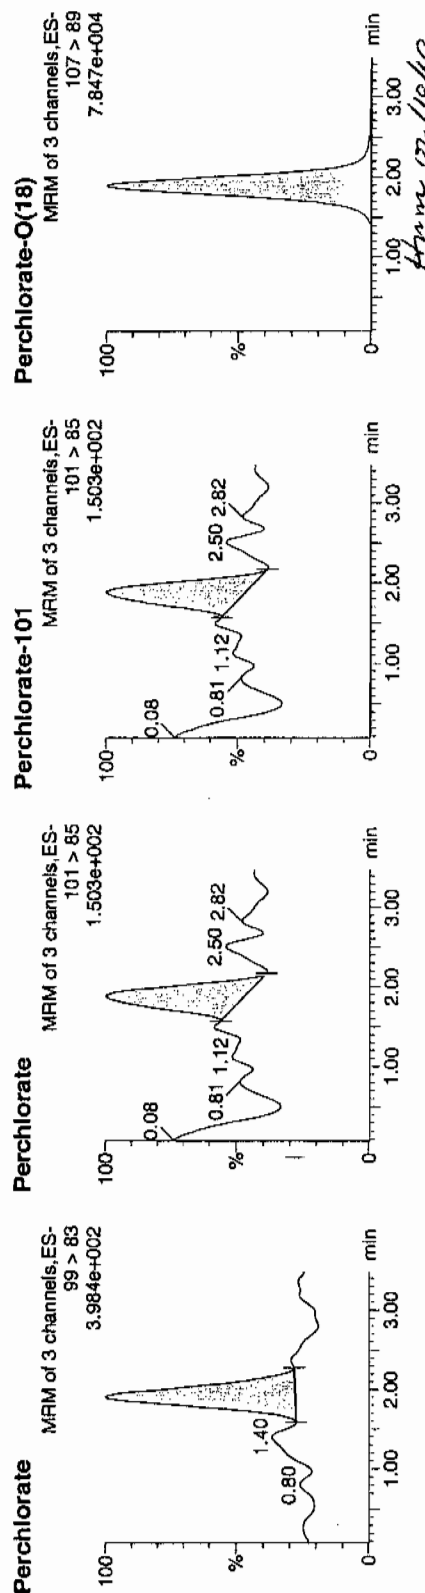 Perchlorate
MRM of 3 channels,ES-
99 > 83
3.984e+002
100
%
0
0.80
1.40
1.00
2.00
3.00
min
Perchlorate
MRM of 3 channels,ES-
101 > 85
1.503e+002
100
%
0
0.08
0.81
1.12
2.50
2.82
1.00
2.00
3.00
min
Perchlorate-101
MRM of 3 channels,ES-
101 > 85
1.503e+002
100
%
0
0.08
0.81
1.12
2.50
2.82
1.00
2.00
3.00
min
Perchlorate-O(18)
MRM of 3 channels,ES-
107 > 89
7.847e+004
100
%
0
1.00
2.00
3.00
min